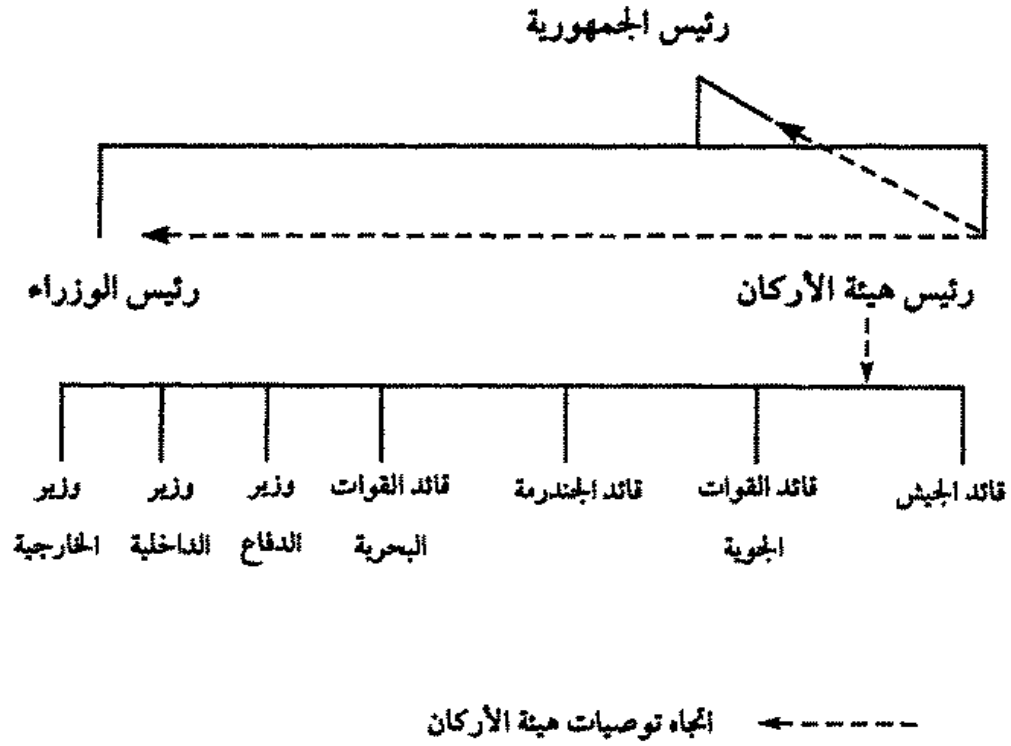 رئيس الجمهورية
رئيس هيئة الأركان
رئيس الوزراء
قائد الجيش
قائد القوات
الجوية
قائد الجندرمة
قائد القوات
البحرية
وزير
الدفاع
وزير
الداخلية
وزير
الخارجية
اتجاه توصيات هيئة الأركان